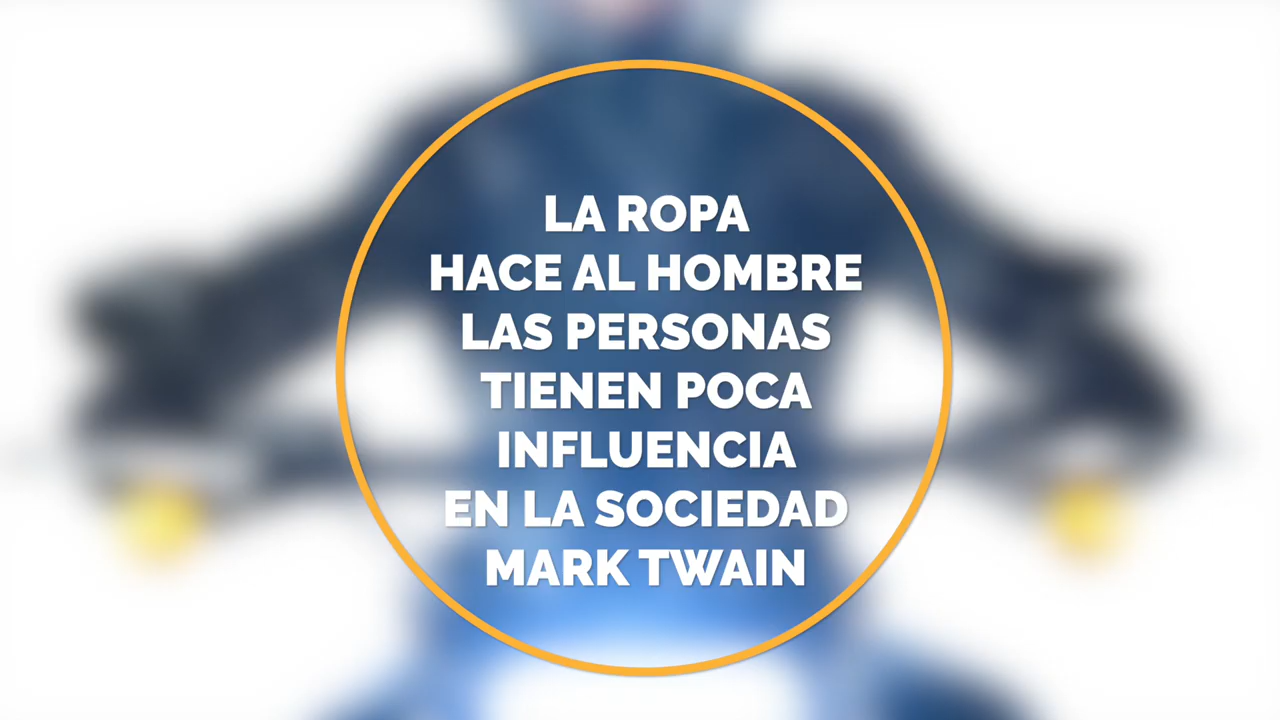 LA ROPA
HACE AL HOMBRE
LAS PERSONAS
TIENEN POCA
INFLUENCIA
EN LA SOCIEDAD
MARK TWAIN